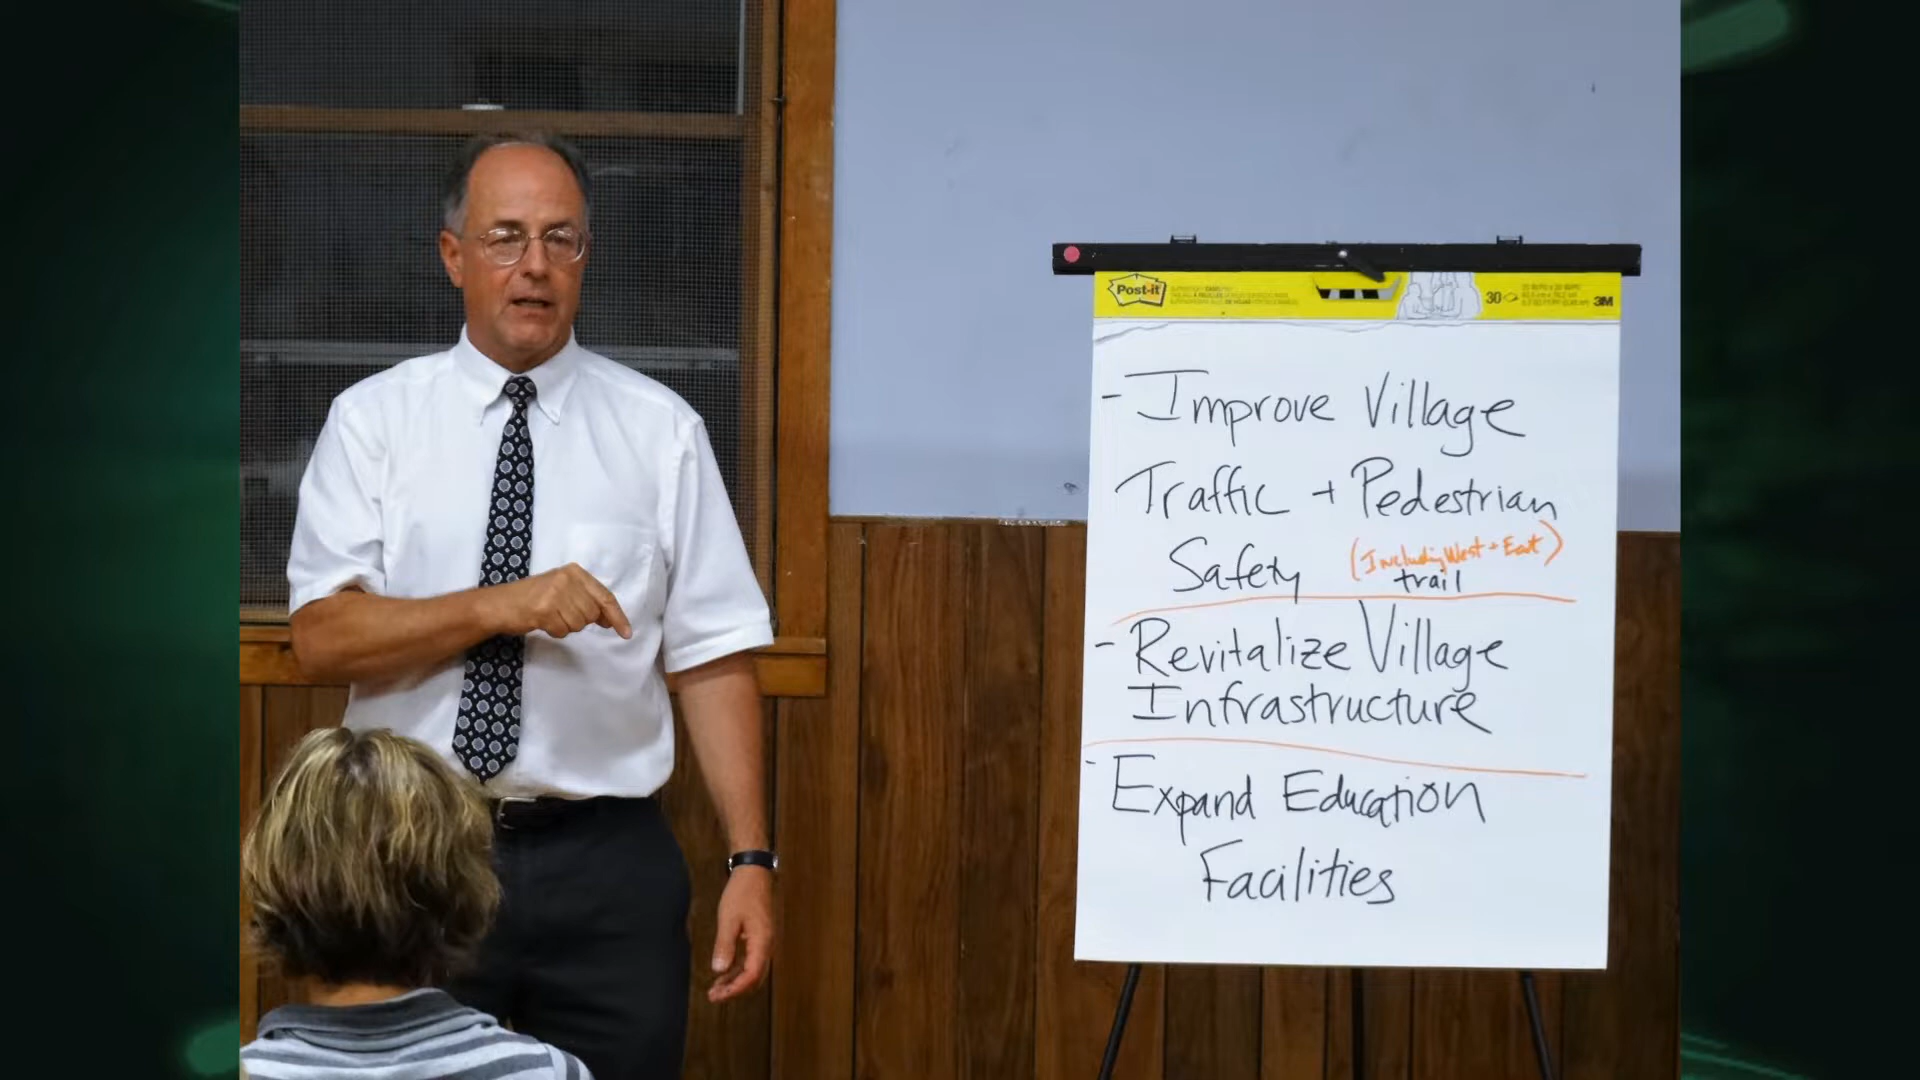 Post-it
30
3M
- Improve Village
Traffic + Pedestrian
Safety (Including West + East)
trail
- Revitalize Village
Infrastructure
- Expand Education
Facilities